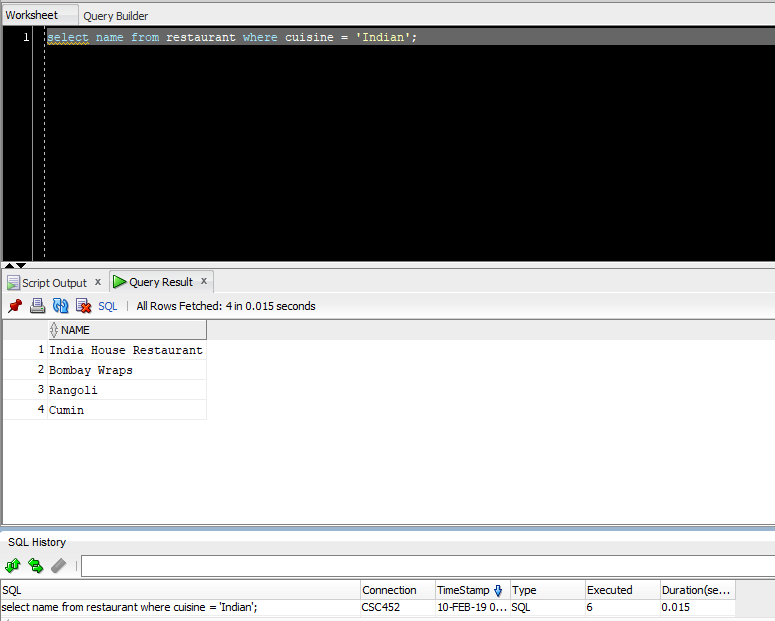 Worksheet Query Builder
1 select name from restaurant where cuisine = 'Indian';
Script Output x Query Result x
SQL | All Rows Fetched: 4 in 0.015 seconds
NAME
1 India House Restaurant
2 Bombay Wraps
3 Rangoli
4 Cumin
SQL History
SQL Connection TimeStamp Type Executed Duration(se...
select name from restaurant where cuisine = 'Indian'; CSC452 10-FEB-19 0... SQL 6 0.015